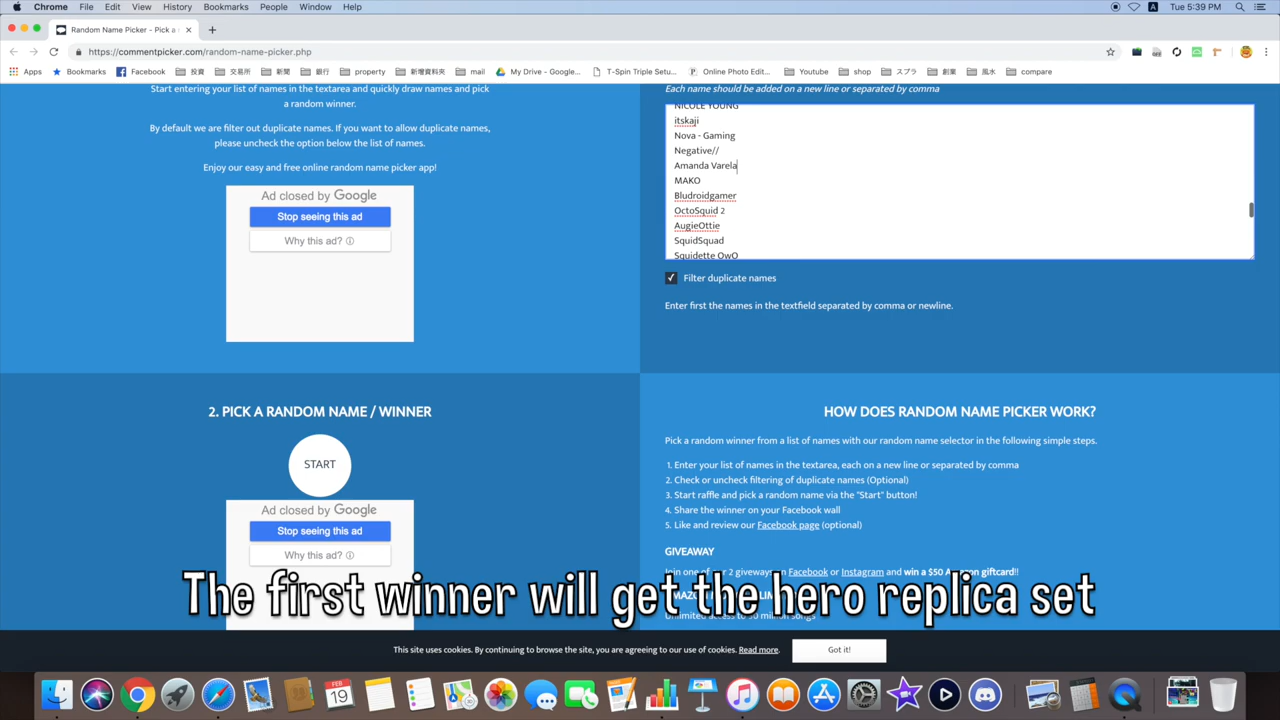 Chrome File Edit View History Bookmarks People Window Help
Tue 5:39 PM
Random Name Picker - Pick a
https://commentpicker.com/random-name-picker.php
Apps Bookmarks Facebook 投資 交易所 新聞 銀行 property 新增資料夾 mail My Drive - Google... T-Spin Triple Setu... Online Photo Edit... Youtube shop スプラ 創業 風水 compare
Start entering your list of names in the textarea and quickly draw names and pick
a random winner.
By default we are filter out duplicate names. If you want to allow duplicate names,
please uncheck the option below the list of names.
Enjoy our easy and free online random name picker app!
Ad closed by Google
Stop seeing this ad
Why this ad?
Each name should be added on a new line or separated by comma
NICOLE YOUNG
itskaji
Nova - Gaming
Negative//
Amanda Varela
MAKO
Bludroidgamer
OctoSquid 2
AugieOttie
SquidSquad
Squidette OwO
Filter duplicate names
Enter first the names in the textfield separated by comma or newline.
2. PICK A RANDOM NAME / WINNER
START
Ad closed by Google
Stop seeing this ad
Why this ad?
HOW DOES RANDOM NAME PICKER WORK?
Pick a random winner from a list of names with our random name selector in the following simple steps.
1. Enter your list of names in the textarea, each on a new line or separated by comma
2. Check or uncheck filtering of duplicate names (Optional)
3. Start raffle and pick a random name via the "Start" button!
4. Share the winner on your Facebook wall
5. Like and review our Facebook page (optional)
GIVEAWAY
Join one of our 2 giveways on Facebook or Instagram and win a $50 Amazon giftcard!!
The first winner will get the hero replica set
Unlimited access to 50 million songs
This site uses cookies. By continuing to browse the site, you are agreeing to our use of cookies. Read more.
Got it!
FEB
19